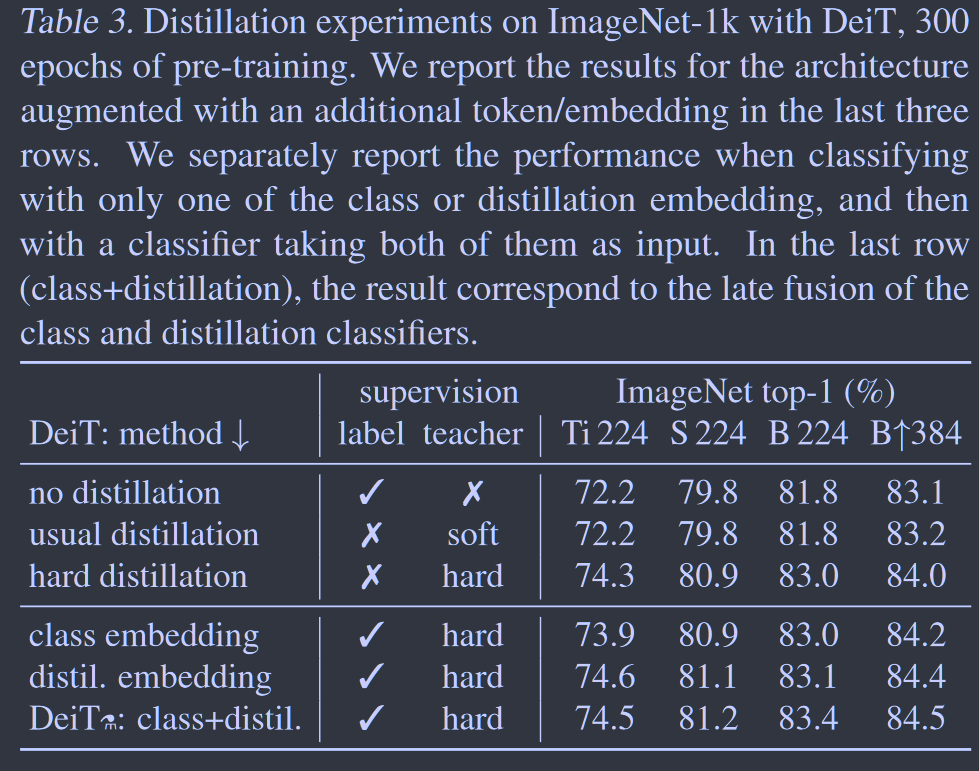 Table 3. Distillation experiments on ImageNet-1k with DeiT, 300
epochs of pre-training. We report the results for the architecture
augmented with an additional token/embedding in the last three
rows. We separately report the performance when classifying
with only one of the class or distillation embedding, and then
with a classifier taking both of them as input. In the last row
(class+distillation), the result correspond to the late fusion of the
class and distillation classifiers.
supervision ImageNet top-1 (%)
DeiT: method ↓ label teacher Ti 224 S 224 B 224 B↑384
no distillation ✓ ✗ 72.2 79.8 81.8 83.1
usual distillation ✗ soft 72.2 79.8 81.8 83.2
hard distillation ✗ hard 74.3 80.9 83.0 84.0
class embedding ✓ hard 73.9 80.9 83.0 84.2
distil. embedding ✓ hard 74.6 81.1 83.1 84.4
DeiT⚗: class+distil. ✓ hard 74.5 81.2 83.4 84.5